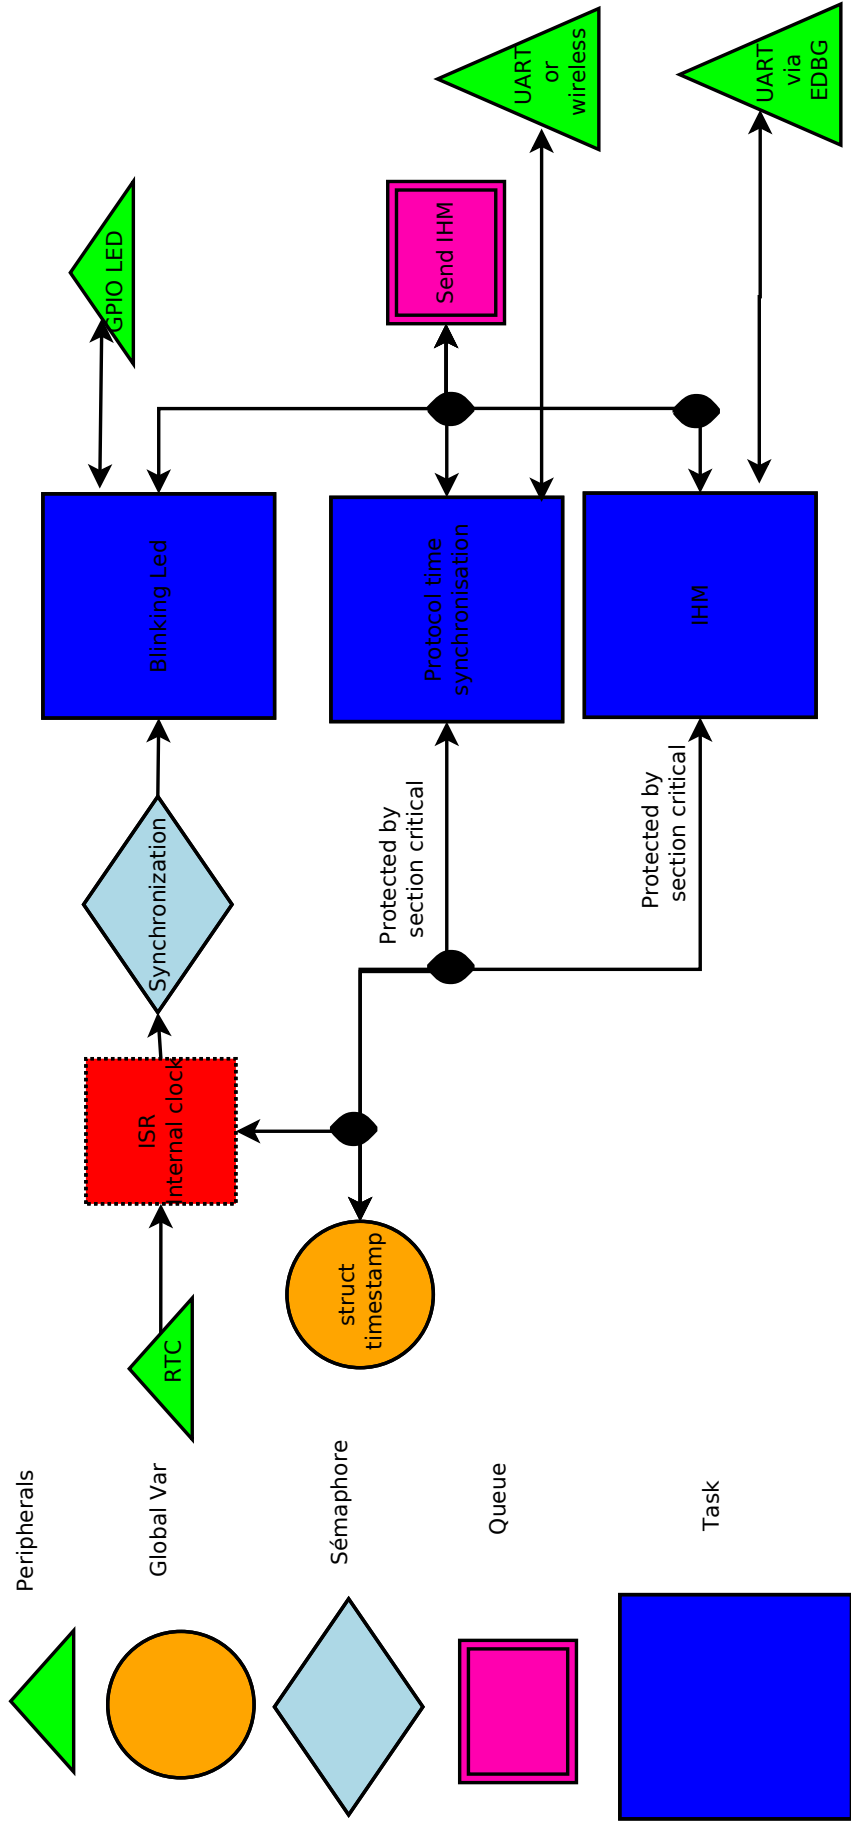 Peripherals
Global Var
Sémaphore
Queue
Task
RTC
struct
timestamp
ISR
Internal clock
Synchronization
Protected by
section critical
Protected by
section critical
Blinking Led
Protocol time
synchronisation
IHM
GPIO LED
Send IHM
UART
or
wireless
UART
via
EDBG